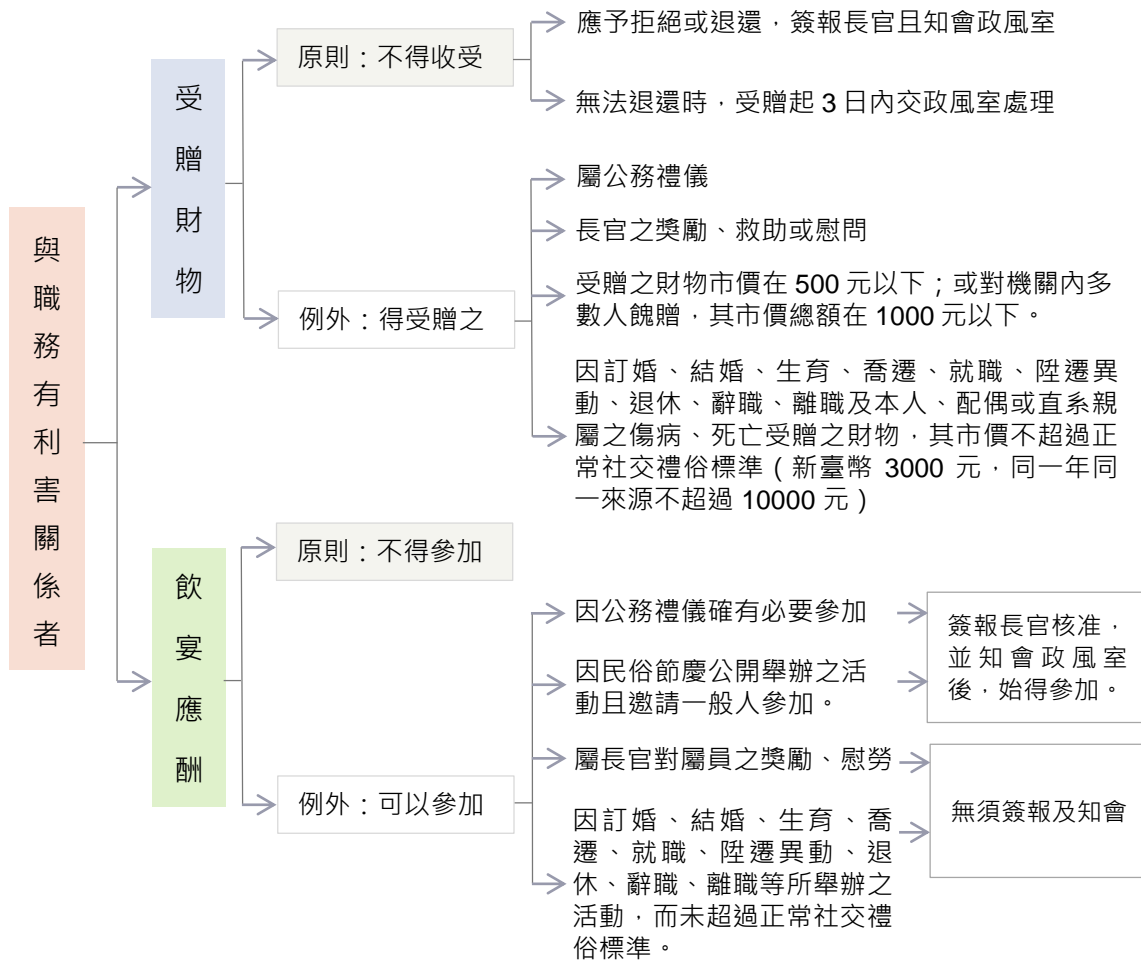 與職務有利害關係者
受贈財物
原則：不得收受
應予拒絕或退還，簽報長官且知會政風室
無法退還時，受贈起 3 日內交政風室處理
例外：得受贈之
屬公務禮儀
長官之獎勵、救助或慰問
受贈之財物市價在 500 元以下；或對機關內多
數人餽贈，其市價總額在 1000 元以下。
因訂婚、結婚、生育、喬遷、就職、陞遷異
動、退休、辭職、離職及本人、配偶或直系親
屬之傷病、死亡受贈之財物，其市價不超過正
常社交禮俗標準（新臺幣 3000 元，同一年同
一來源不超過 10000 元）
飲宴應酬
原則：不得參加
例外：可以參加
因公務禮儀確有必要參加
因民俗節慶公開舉辦之活
動且邀請一般人參加。
簽報長官核准，
並知會政風室
後，始得參加。
屬長官對屬員之獎勵、慰勞
因訂婚、結婚、生育、喬
遷、就職、陞遷異動、退
休、辭職、離職等所舉辦之
活動，而未超過正常社交禮
俗標準。
無須簽報及知會